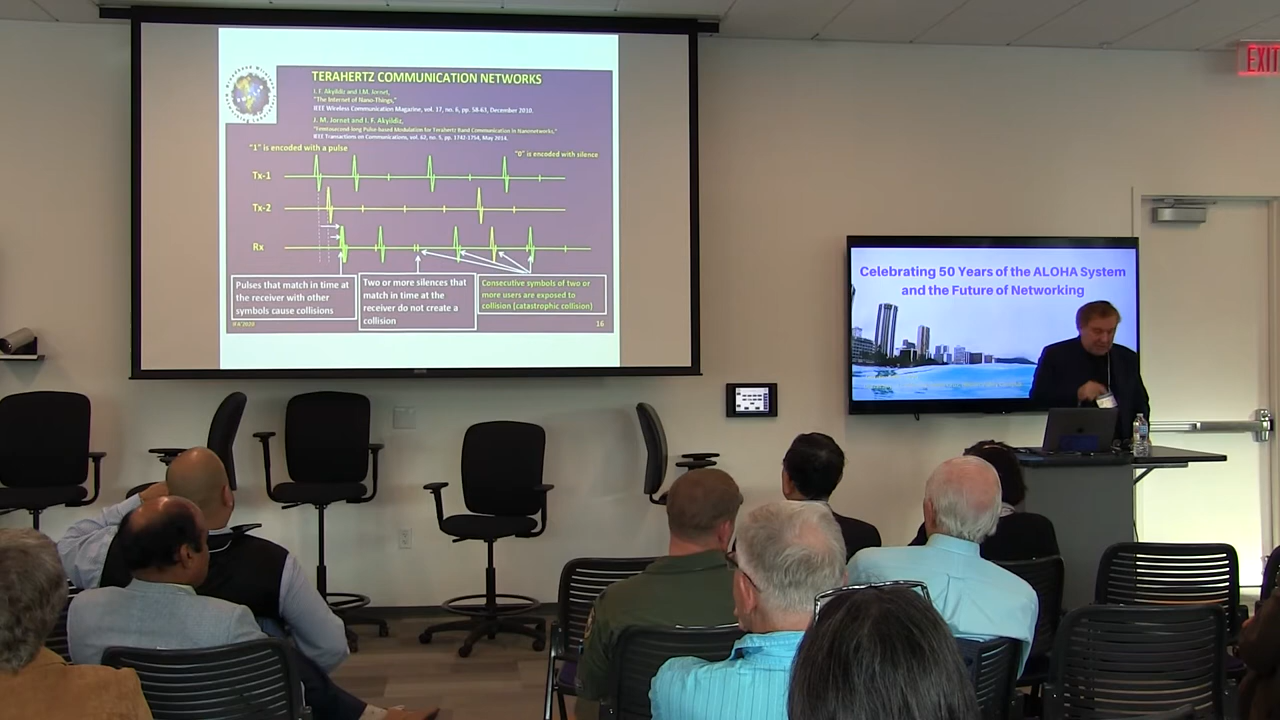 TERAHERTZ COMMUNICATION NETWORKS
I. F. Akyildiz and J.M. Jornet,
"The Internet of Nano-Things,"
IEEE Wireless Communication Magazine, vol. 17, no. 6, pp. 58-63, December 2010.
J. M. Jornet and I. F. Akyildiz,
"Femtosecond-long Pulse-based Modulation for Terahertz Band Communication in Nanonetworks,"
IEEE Transactions on Communications, vol. 62, no. 5, pp. 1742-1754, May 2014.
"1" is encoded with a pulse
"0" is encoded with silence
Tx-1
Tx-2
Rx
Pulses that match in time at
the receiver with other
symbols cause collisions
Two or more silences that
match in time at the
receiver do not create a
collision
Consecutive symbols of two or
more users are exposed to
collision (catastrophic collision)
IFA'2020
16
Celebrating 50 Years of the ALOHA System
and the Future of Networking
EXIT